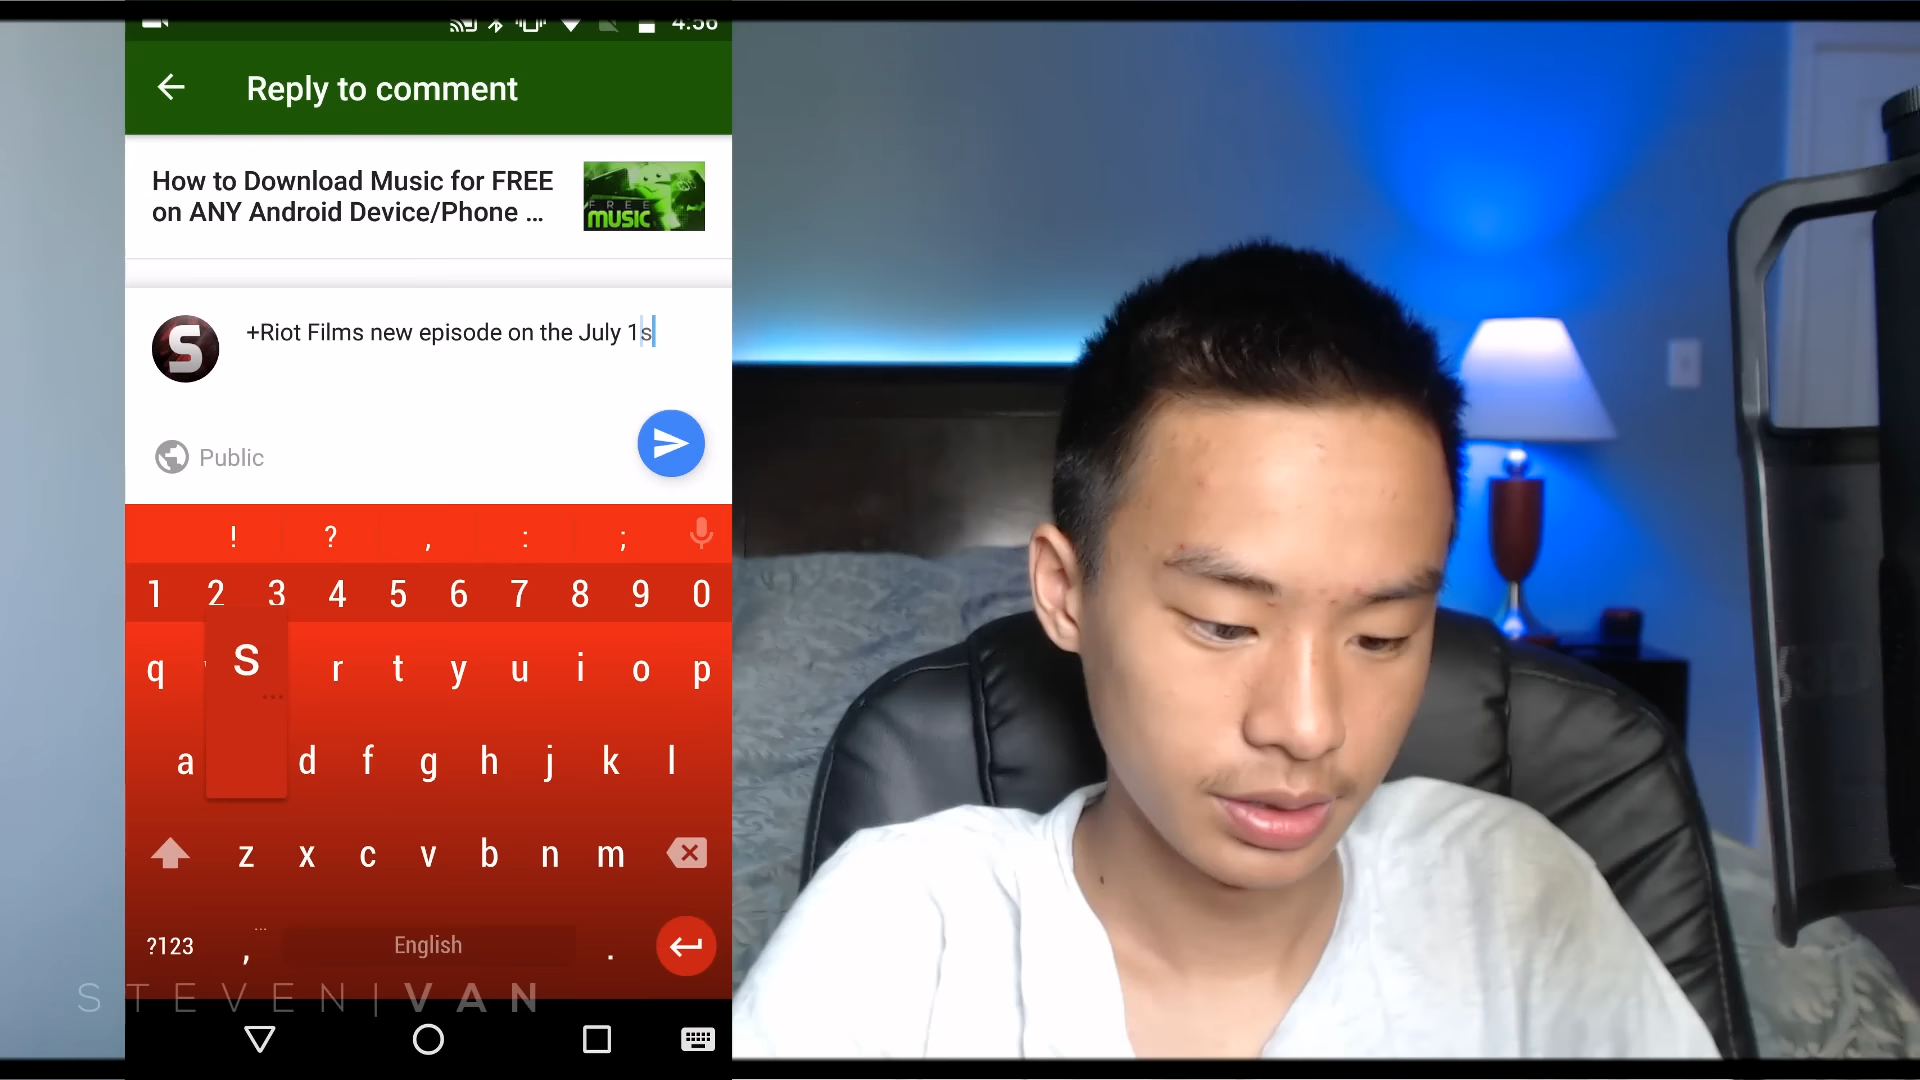 4:56
Reply to comment
How to Download Music for FREE
on ANY Android Device/Phone ...
FREE
MUSIC
S
+Riot Films new episode on the July 1s
Public
! ? , : ;
1 2 3 4 5 6 7 8 9 0
q s r t y u i o p
a d f g h j k l
z x c v b n m
?123 , English .
STEVEN|VAN